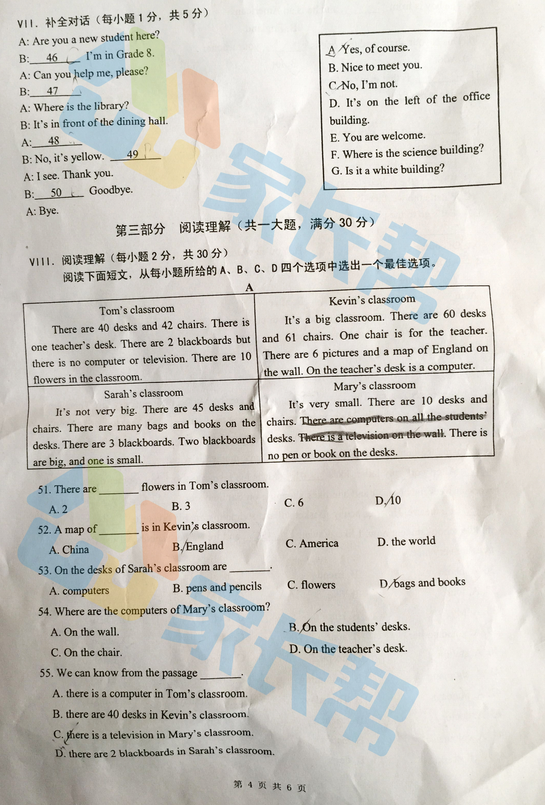 VII. 补全对话（每小题1分，共5分）
A: Are you a new student here?
B: 46 I'm in Grade 8.
A: Can you help me, please?
B: 47
A: Where is the library?
B: It's in front of the dining hall.
A: 48
B: No, it's yellow. 49
A: I see. Thank you.
B: 50 Goodbye.
A: Bye.
A. Yes, of course.
B. Nice to meet you.
C. No, I'm not.
D. It's on the left of the office
building.
E. You are welcome.
F. Where is the science building?
G. Is it a white building?
第三部分 阅读理解（共一大题，满分30分）
VIII. 阅读理解（每小题2分，共30分）
阅读下面短文，从每小题所给的A、B、C、D四个选项中选出一个最佳选项。
A
Tom's classroom
There are 40 desks and 42 chairs. There is
one teacher's desk. There are 2 blackboards but
there is no computer or television. There are 10
flowers in the classroom.
Kevin's classroom
It's a big classroom. There are 60 desks
and 61 chairs. One chair is for the teacher.
There are 6 pictures and a map of England on
the wall. On the teacher's desk is a computer.
Sarah's classroom
It's not very big. There are 45 desks and
chairs. There are many bags and books on the
desks. There are 3 blackboards. Two blackboards
are big, and one is small.
Mary's classroom
It's very small. There are 10 desks and
chairs. There are computers on all the students'
desks. There is a television on the wall. There is
no pen or book on the desks.
51. There are ______ flowers in Tom's classroom.
A. 2 B. 3 C. 6 D. 10
52. A map of ______ is in Kevin's classroom.
A. China B. England C. America D. the world
53. On the desks of Sarah's classroom are ______.
A. computers B. pens and pencils C. flowers D. bags and books
54. Where are the computers of Mary's classroom?
A. On the wall. B. On the students' desks.
C. On the chair. D. On the teacher's desk.
55. We can know from the passage ______.
A. there is a computer in Tom's classroom.
B. there are 40 desks in Kevin's classroom.
C. there is a television in Mary's classroom.
D. there are 2 blackboards in Sarah's classroom.
第 4 页 共 6 页
家长帮
家长帮